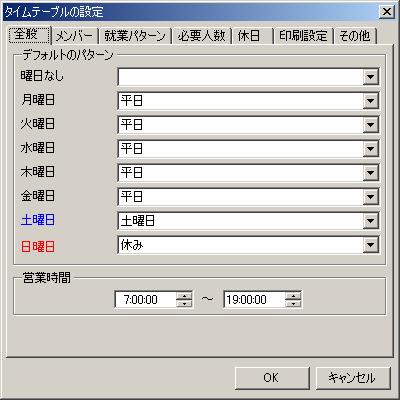 タイムテーブルの設定
全般 メンバー 就業パターン 必要人数 休日 印刷設定 その他
デフォルトのパターン
曜日なし
月曜日 平日
火曜日 平日
水曜日 平日
木曜日 平日
金曜日 平日
土曜日 土曜日
日曜日 休み
営業時間
7:00:00 ～ 19:00:00
OK キャンセル